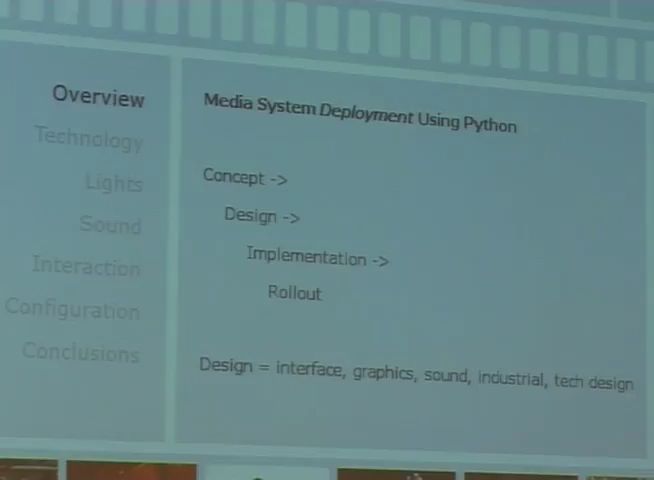 Overview
Technology
Lights
Sound
Interaction
Configuration
Conclusions
Media System Deployment Using Python
Concept ->
Design ->
Implementation ->
Rollout
Design = interface, graphics, sound, industrial, tech design